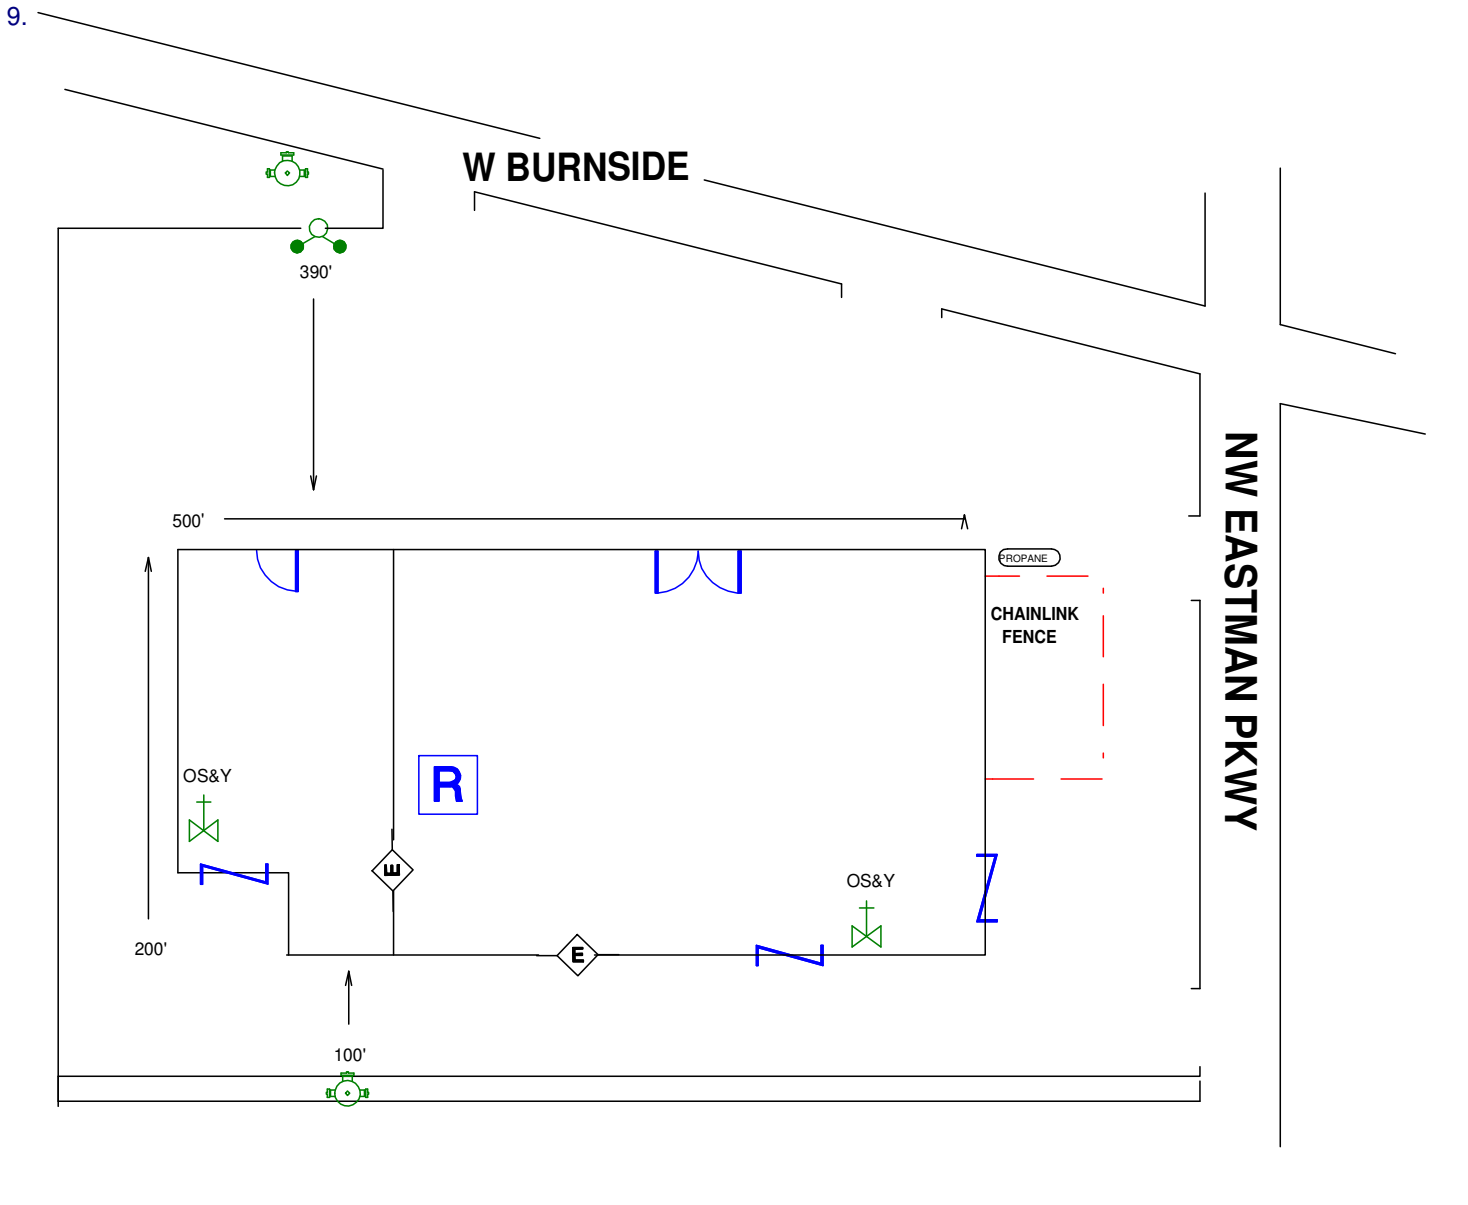 9.
W BURNSIDE
390'
500'
PROPANE
CHAINLINK
FENCE
NW EASTMAN PKWY
OS&Y
R
E
OS&Y
E
200'
100'